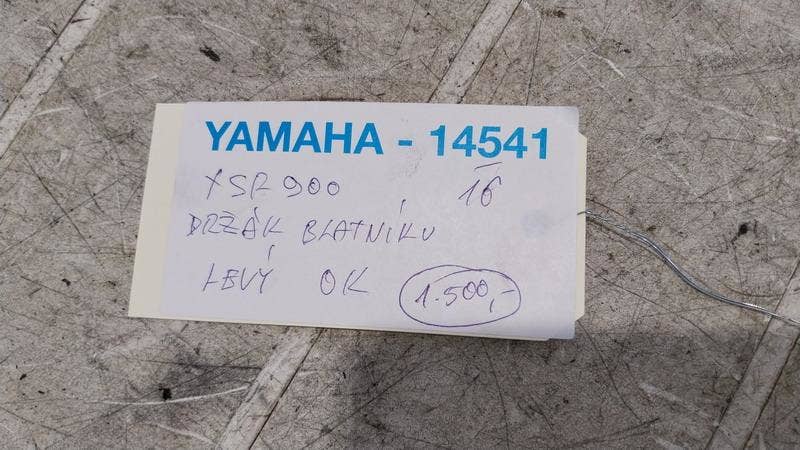 YAMAHA - 14541
XSR 900 16
DRŽÁK BLATNÍKU
LEVÝ OK 1.500,-